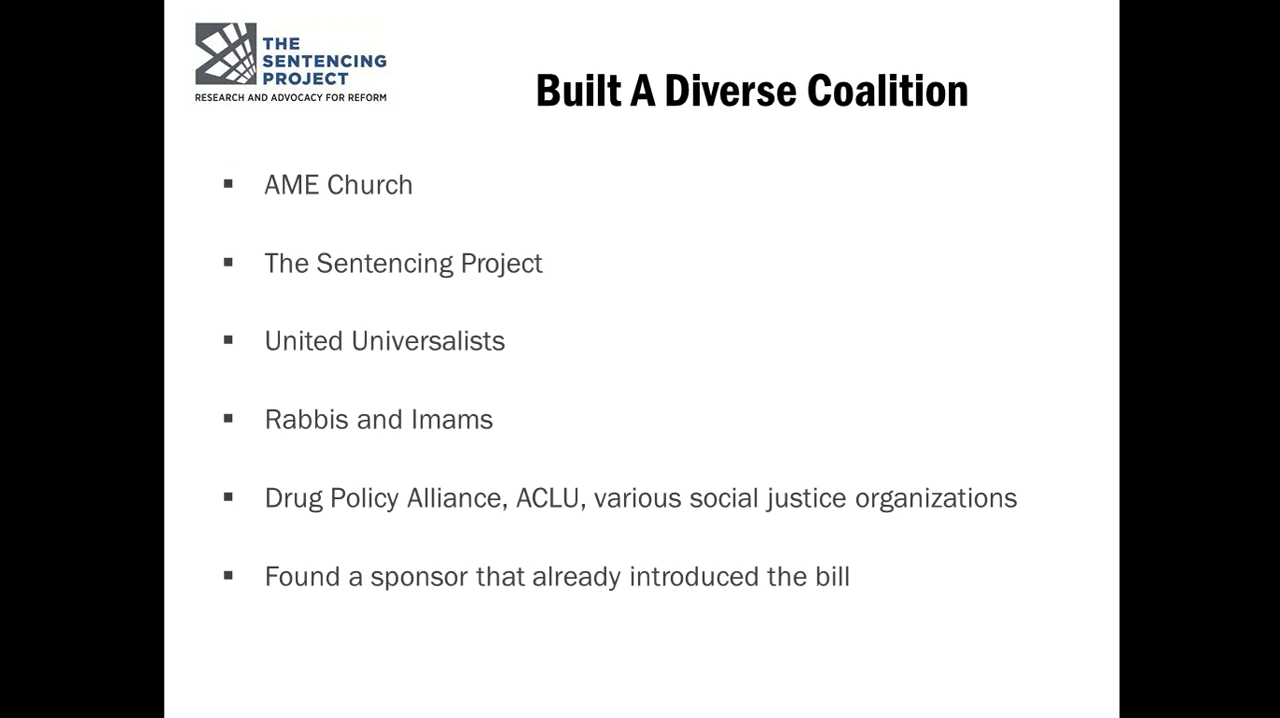 THE
SENTENCING
PROJECT
RESEARCH AND ADVOCACY FOR REFORM
Built A Diverse Coalition
▪ AME Church
▪ The Sentencing Project
▪ United Universalists
▪ Rabbis and Imams
▪ Drug Policy Alliance, ACLU, various social justice organizations
▪ Found a sponsor that already introduced the bill